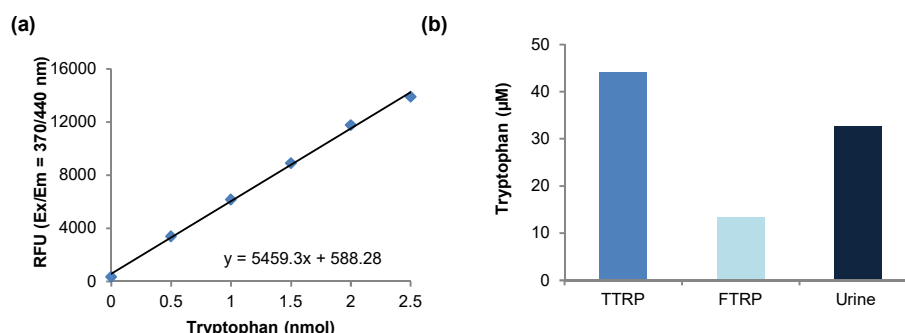 (a)
RFU (Ex/Em = 370/440 nm)
16000
12000
8000
4000
0
y = 5459.3x + 588.28
0 0.5 1 1.5 2 2.5
Tryptophan (nmol)
(b)
Tryptophan (µM)
50
40
30
20
10
0
TTRP FTRP Urine